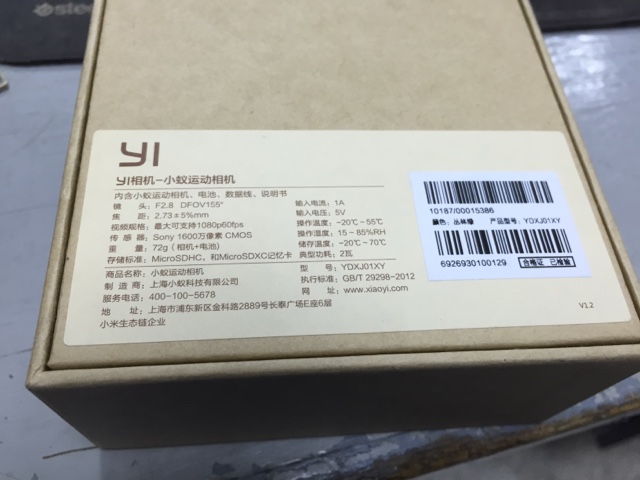 steel
YI
YI相机-小蚁运动相机
内含小蚁运动相机、电池、数据线、说明书
镜 头: F2.8 DFOV155° 输入电流: 1A
焦 距: 2.73±5%mm 输入电压: 5V
视频规格: 最大可支持1080p60fps 操作温度: -20℃~55℃
传 感 器: Sony 1600万像素 CMOS 操作湿度: 15~85%RH
重 量: 72g（相机+电池） 储存温度: -20℃~70℃
存储标准: MicroSDHC，和MicroSDXC记忆卡 典型功耗: 2瓦
商品名称: 小蚁运动相机 型 号: YDXJ01XY
制 造 商: 上海小蚁科技有限公司 执行标准: GB/T 29298-2012
服务电话: 400-100-5678 网 址: www.xiaoyi.com
地 址: 上海市浦东新区金科路2889号长泰广场E座6层
小米生态链企业
V1.2
10187/00015386
颜色: 丛林绿 产品型号: YDXJ01XY
6926930100129
合格证 已检验